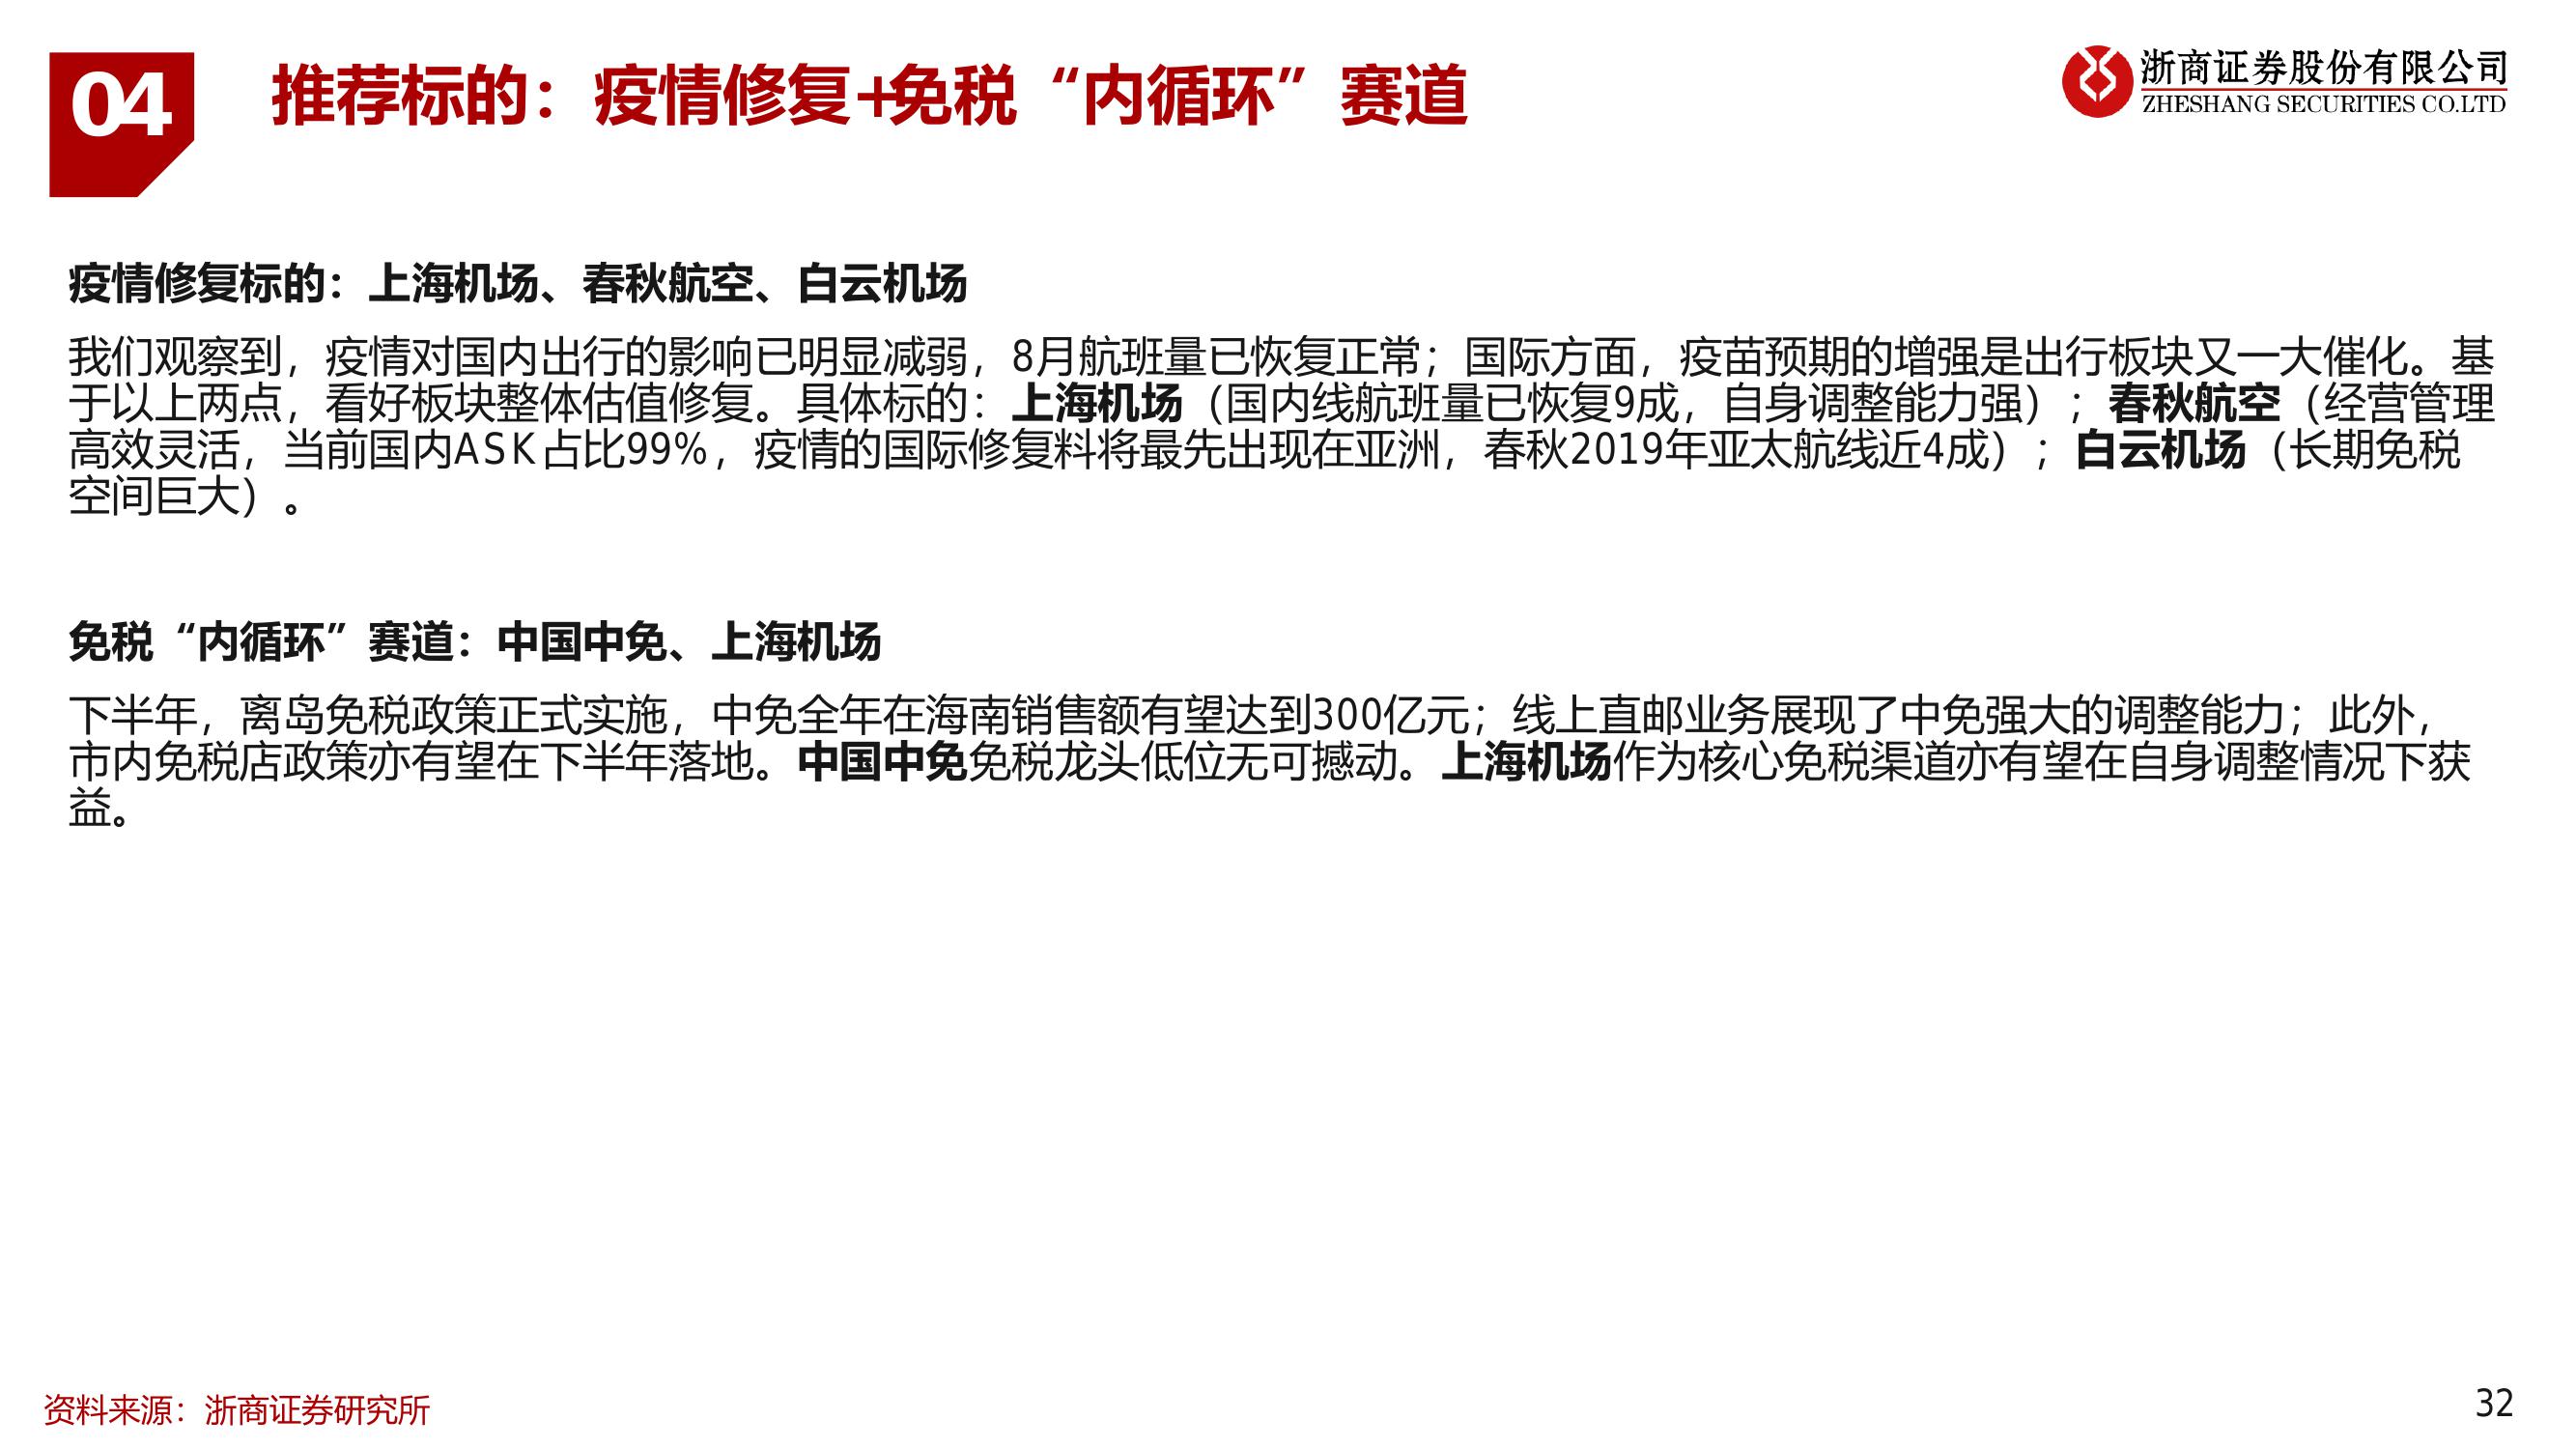 04
推荐标的：疫情修复+免税“内循环”赛道
浙商证券股份有限公司
ZHESHANG SECURITIES CO.LTD
疫情修复标的：上海机场、春秋航空、白云机场
我们观察到，疫情对国内出行的影响已明显减弱，8月航班量已恢复正常；国际方面，疫苗预期的增强是出行板块又一大催化。基
于以上两点，看好板块整体估值修复。具体标的：上海机场（国内线航班量已恢复9成，自身调整能力强）；春秋航空（经营管理
高效灵活，当前国内ASK占比99%，疫情的国际修复料将最先出现在亚洲，春秋2019年亚太航线近4成）；白云机场（长期免税
空间巨大）。
免税“内循环”赛道：中国中免、上海机场
下半年，离岛免税政策正式实施，中免全年在海南销售额有望达到300亿元；线上直邮业务展现了中免强大的调整能力；此外，
市内免税店政策亦有望在下半年落地。中国中免免税龙头低位无可撼动。上海机场作为核心免税渠道亦有望在自身调整情况下获
益。
资料来源：浙商证券研究所
32